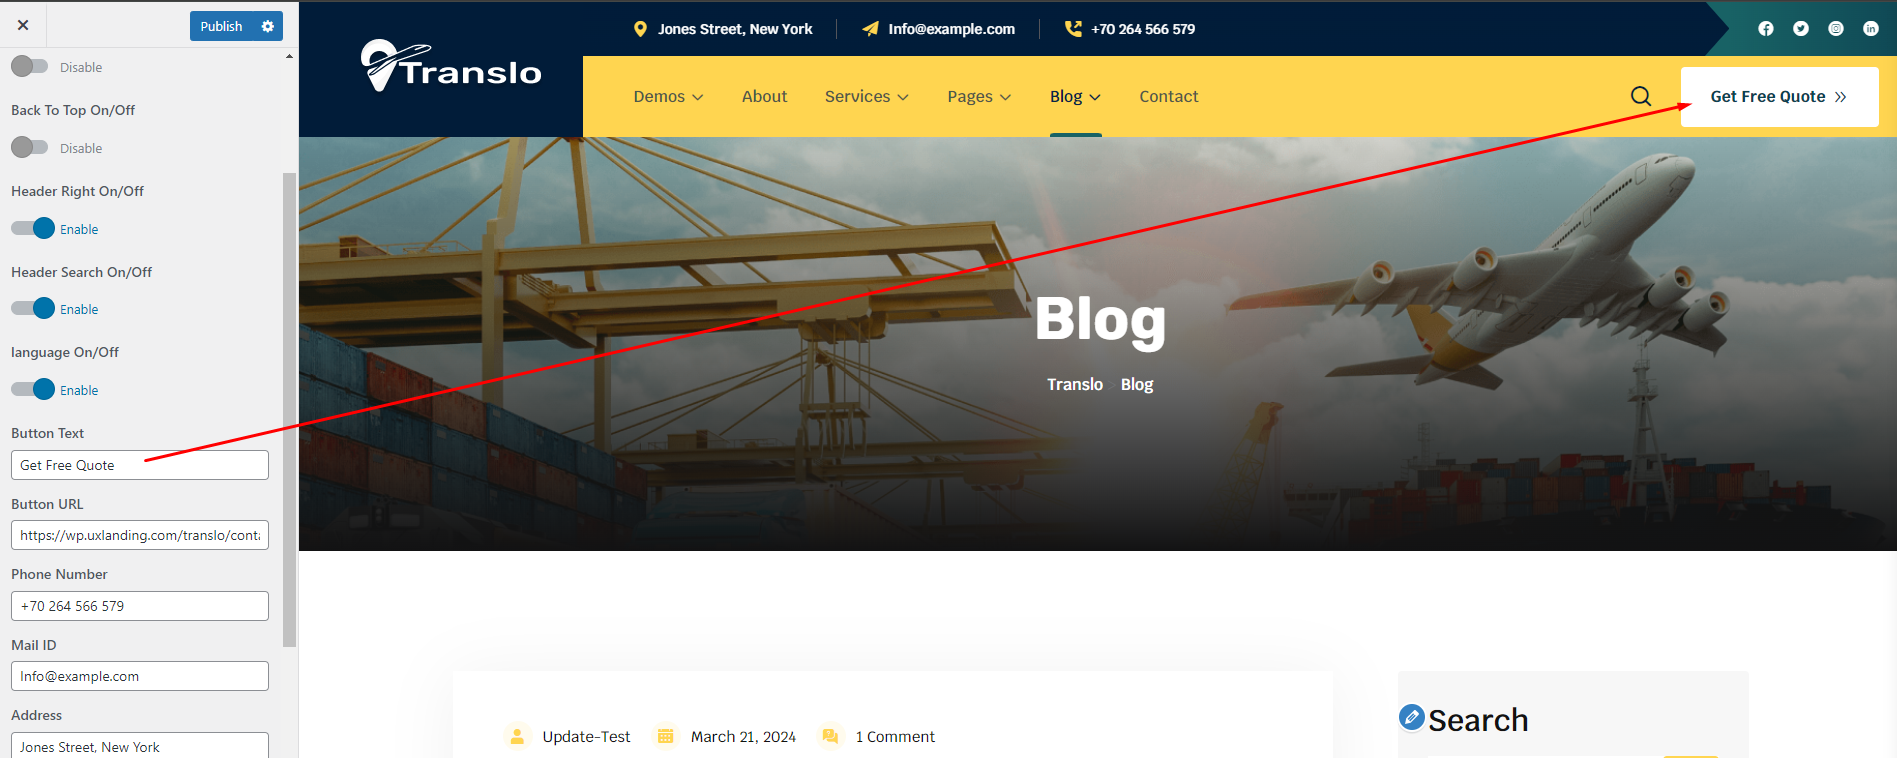 Publish
Disable
Back To Top On/Off
Disable
Header Right On/Off
Enable
Header Search On/Off
Enable
language On/Off
Enable
Button Text
Get Free Quote
Button URL
https://wp.uxlanding.com/translo/conta
Phone Number
+70 264 566 579
Mail ID
Info@example.com
Address
Jones Street, New York
Jones Street, New York Info@example.com +70 264 566 579
Translo
Demos About Services Pages Blog Contact Get Free Quote
Blog
Translo > Blog
Update-Test March 21, 2024 1 Comment
Search